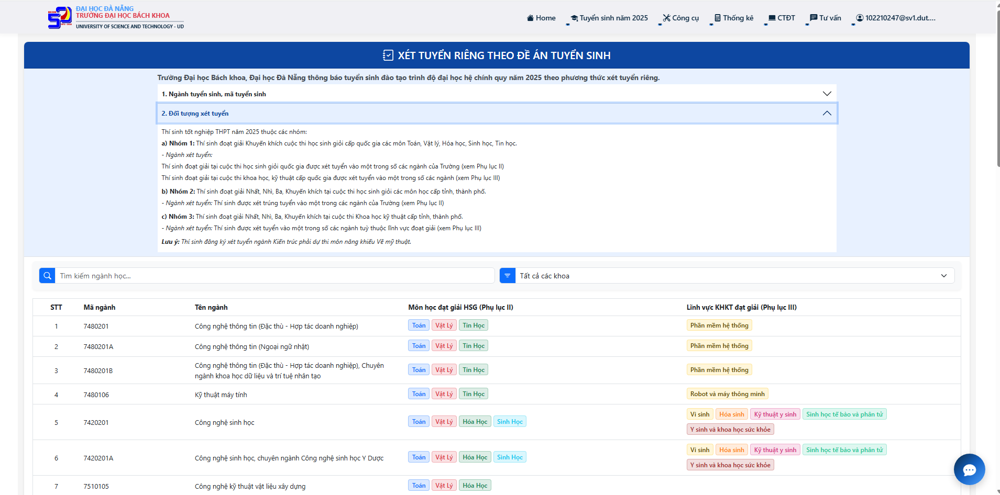 ĐẠI HỌC ĐÀ NẴNG
TRƯỜNG ĐẠI HỌC BÁCH KHOA
UNIVERSITY OF SCIENCE AND TECHNOLOGY - UD
Home
Tuyển sinh năm 2025
Công cụ
Thống kê
CTĐT
Tư vấn
102210247@sv1.dut....
XÉT TUYỂN RIÊNG THEO ĐỀ ÁN TUYỂN SINH
Trường Đại học Bách khoa, Đại học Đà Nẵng thông báo tuyển sinh đào tạo trình độ đại học hệ chính quy năm 2025 theo phương thức xét tuyển riêng.
1. Ngành tuyển sinh, mã tuyển sinh
2. Đối tượng xét tuyển
Thí sinh tốt nghiệp THPT năm 2025 thuộc các nhóm:
a) Nhóm 1: Thí sinh đoạt giải Khuyến khích cuộc thi học sinh giỏi cấp quốc gia các môn Toán, Vật lý, Hóa học, Sinh học, Tin học.
- Ngành xét tuyển:
Thí sinh đoạt giải tại cuộc thi học sinh giỏi quốc gia được xét tuyển vào một trong số các ngành của Trường (xem Phụ lục II)
Thí sinh đoạt giải tại cuộc thi khoa học, kỹ thuật cấp quốc gia được xét tuyển vào một trong số các ngành (xem Phụ lục III)
b) Nhóm 2: Thí sinh đoạt giải Nhất, Nhì, Ba, Khuyến khích tại cuộc thi học sinh giỏi các môn học cấp tỉnh, thành phố.
- Ngành xét tuyển: Thí sinh được xét trúng tuyển vào một trong các ngành của Trường (xem Phụ lục II)
c) Nhóm 3: Thí sinh đoạt giải Nhất, Nhì, Ba, Khuyến khích tại cuộc thi Khoa học kỹ thuật cấp tỉnh, thành phố.
- Ngành xét tuyển: Thí sinh được xét tuyển vào một trong số các ngành tuỳ thuộc lĩnh vực đoạt giải (xem Phụ lục III)
Lưu ý: Thí sinh đăng ký xét tuyển ngành Kiến trúc phải dự thi môn năng khiếu Vẽ mỹ thuật.
Tìm kiếm ngành học...
Tất cả các khoa
STT Mã ngành Tên ngành Môn học đạt giải HSG (Phụ lục II) Lĩnh vực KHKT đạt giải (Phụ lục III)
1 7480201 Công nghệ thông tin (Đặc thù - Hợp tác doanh nghiệp) Toán Vật Lý Tin Học Phần mềm hệ thống
2 7480201A Công nghệ thông tin (Ngoại ngữ nhật) Toán Vật Lý Tin Học Phần mềm hệ thống
3 7480201B Công nghệ thông tin (Đặc thù - Hợp tác doanh nghiệp), Chuyên
ngành khoa học dữ liệu và trí tuệ nhân tạo Toán Vật Lý Tin Học Phần mềm hệ thống
4 7480106 Kỹ thuật máy tính Toán Vật Lý Tin Học Robot và máy thông minh
5 7420201 Công nghệ sinh học Toán Vật Lý Hóa Học Sinh Học Vi sinh Hóa sinh Kỹ thuật y sinh Sinh học tế bào và phân tử
Y sinh và khoa học sức khỏe
6 7420201A Công nghệ sinh học, chuyên ngành Công nghệ sinh học Y Dược Toán Vật Lý Hóa Học Sinh Học Vi sinh Hóa sinh Kỹ thuật y sinh Sinh học tế bào và phân tử
Y sinh và khoa học sức khỏe
7 7510105 Công nghệ kỹ thuật vật liệu xây dựng Toán Vật Lý Hóa Học